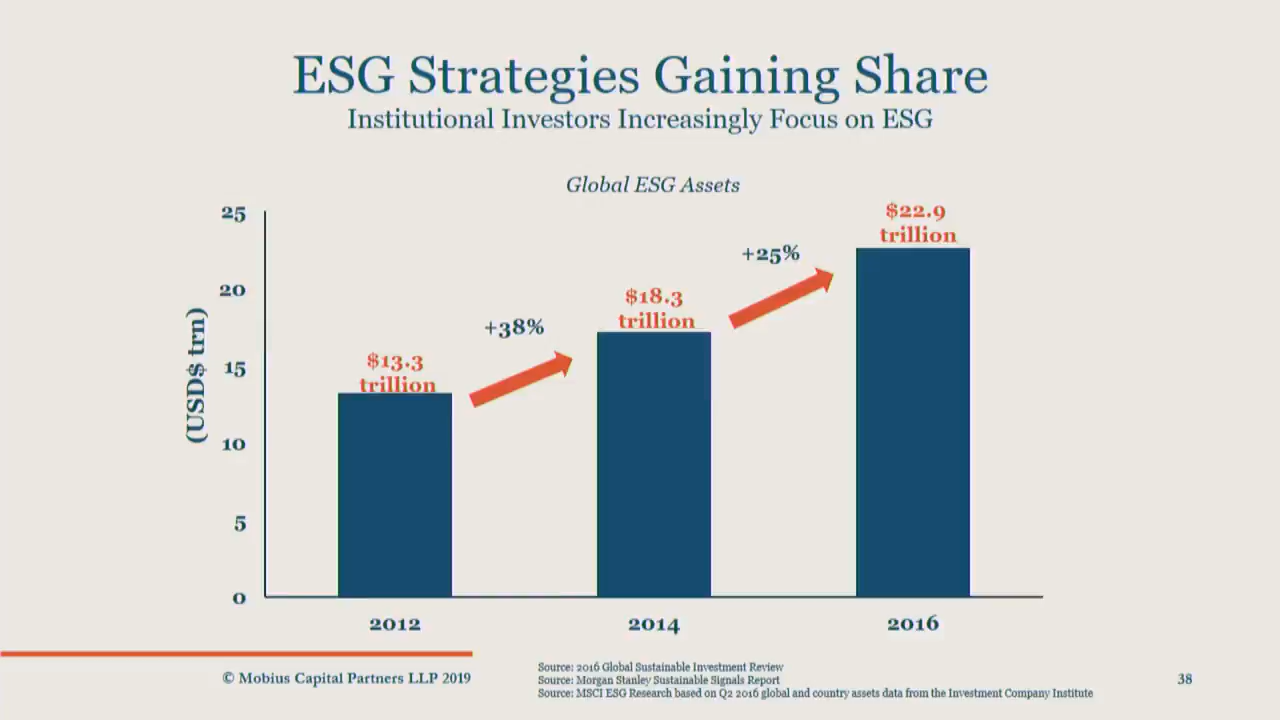 ESG Strategies Gaining Share
Institutional Investors Increasingly Focus on ESG
Global ESG Assets
(USD$ trn)
25
20
15
10
5
0
$13.3
trillion
+38%
$18.3
trillion
+25%
$22.9
trillion
2012
2014
2016
© Mobius Capital Partners LLP 2019
Source: 2016 Global Sustainable Investment Review
Source: Morgan Stanley Sustainable Signals Report
Source: MSCI ESG Research based on Q2 2016 global and country assets data from the Investment Company Institute
38